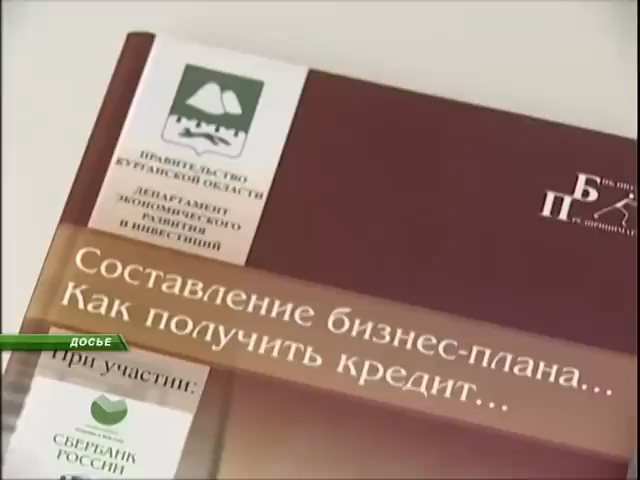 ПРАВИТЕЛЬСТВО
КУРГАНСКОЙ ОБЛАСТИ
ДЕПАРТАМЕНТ
ЭКОНОМИЧЕСКОГО
РАЗВИТИЯ
И ИНВЕСТИЦИЙ
Составление бизнес-плана...
Как получить кредит...
ДОСЬЕ
При участии:
СБЕРБАНК
РОССИИ